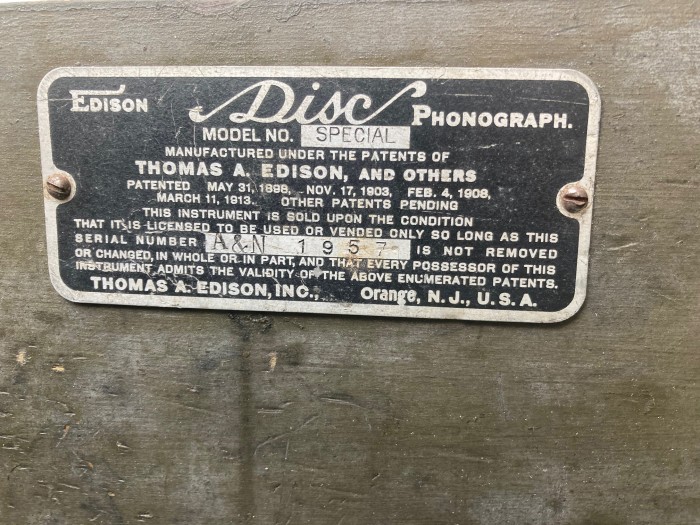 EDISON Disc PHONOGRAPH.
MODEL NO. SPECIAL
MANUFACTURED UNDER THE PATENTS OF
THOMAS A. EDISON, AND OTHERS
PATENTED MAY 31, 1898, NOV. 17, 1903, FEB. 4, 1908,
MARCH 11, 1913. OTHER PATENTS PENDING
THIS INSTRUMENT IS SOLD UPON THE CONDITION
THAT IT IS LICENSED TO BE USED OR VENDED ONLY SO LONG AS THIS
SERIAL NUMBER A&N 1957 IS NOT REMOVED
OR CHANGED, IN WHOLE OR IN PART, AND THAT EVERY POSSESSOR OF THIS
INSTRUMENT ADMITS THE VALIDITY OF THE ABOVE ENUMERATED PATENTS.
THOMAS A. EDISON, INC., Orange, N. J., U. S. A.